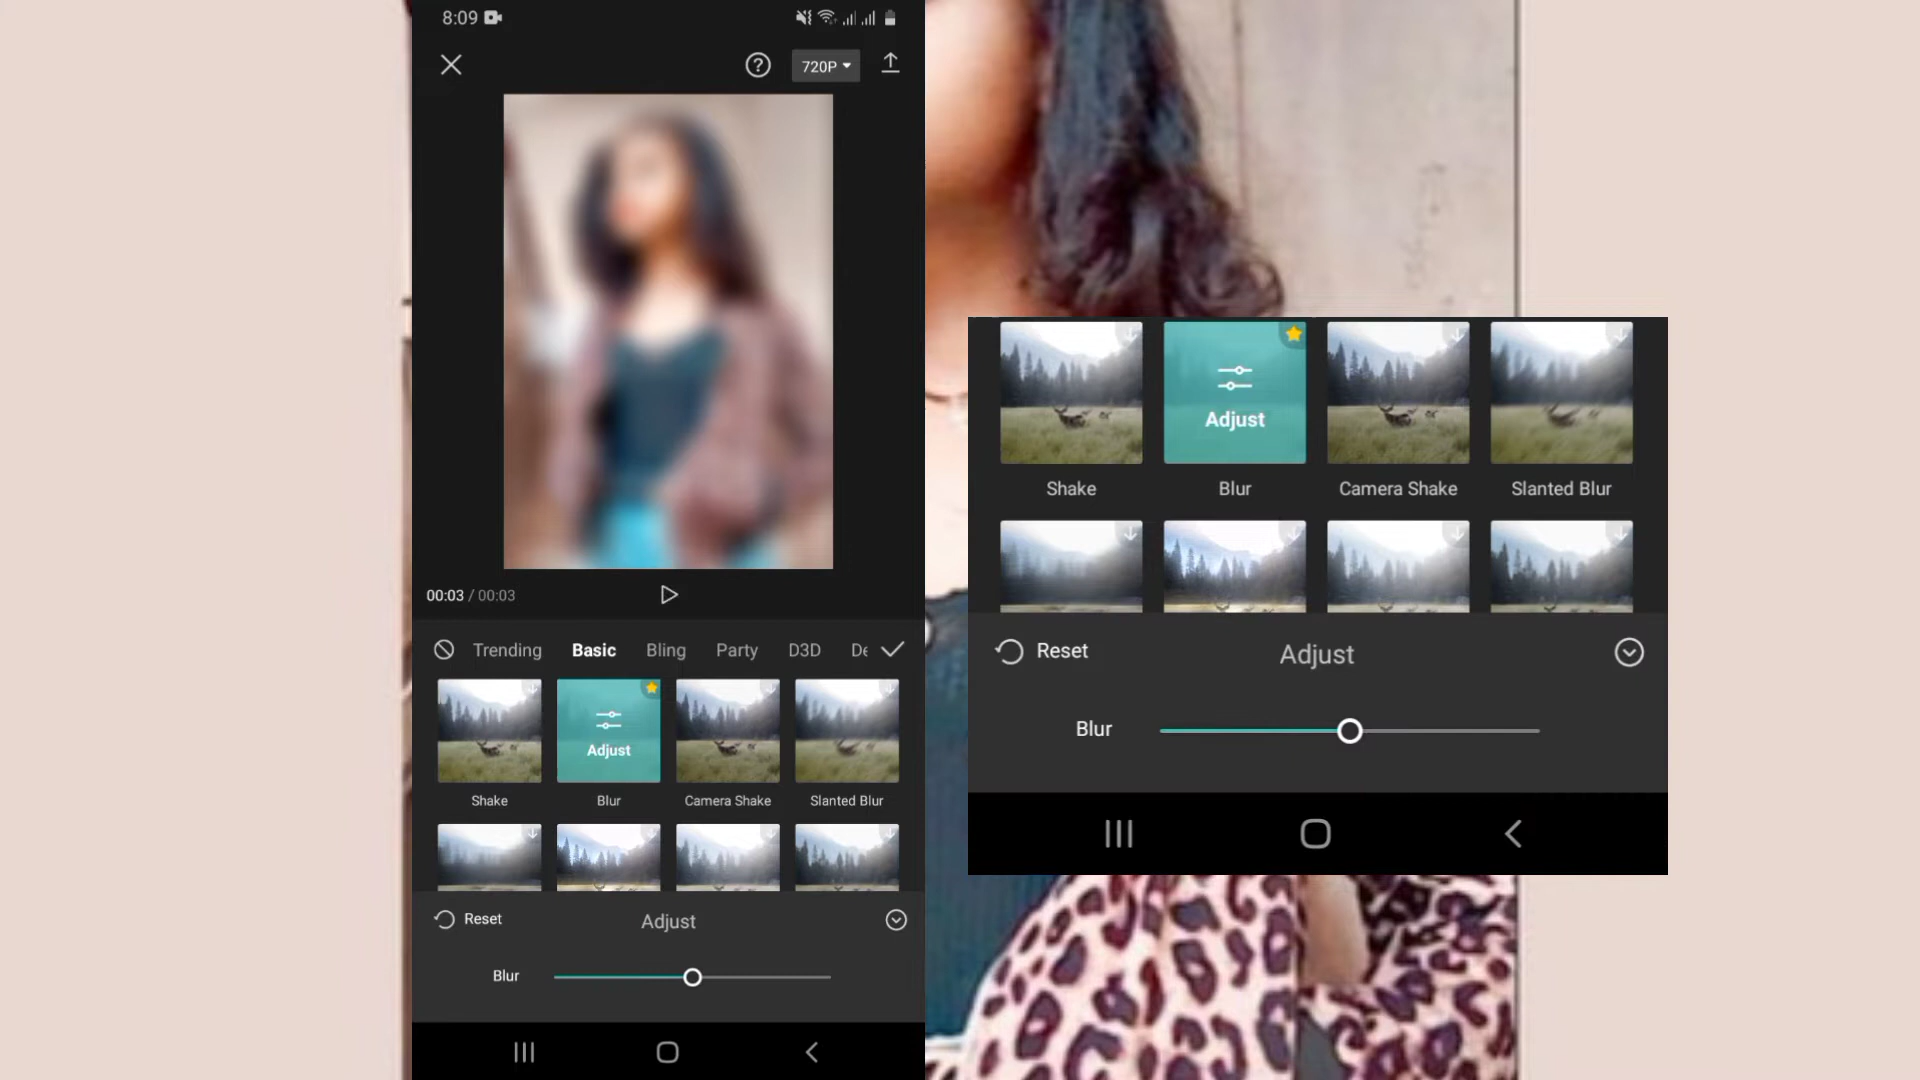 8:09
720P
00:03 / 00:03
Trending Basic Bling Party D3D De
Adjust
Shake Blur Camera Shake Slanted Blur
Reset Adjust
Blur
Adjust
Shake Blur Camera Shake Slanted Blur
Reset Adjust
Blur